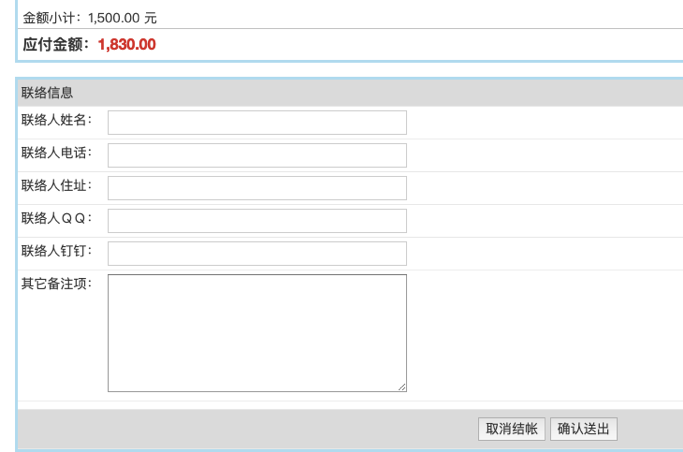 金额小计：1,500.00 元
应付金额：1,830.00
联络信息
联络人姓名：
联络人电话：
联络人住址：
联络人ＱＱ：
联络人钉钉：
其它备注项：
取消结帐 确认送出